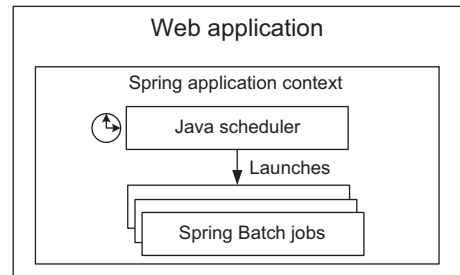 Web application
Spring application context
Java scheduler
Launches
Spring Batch jobs